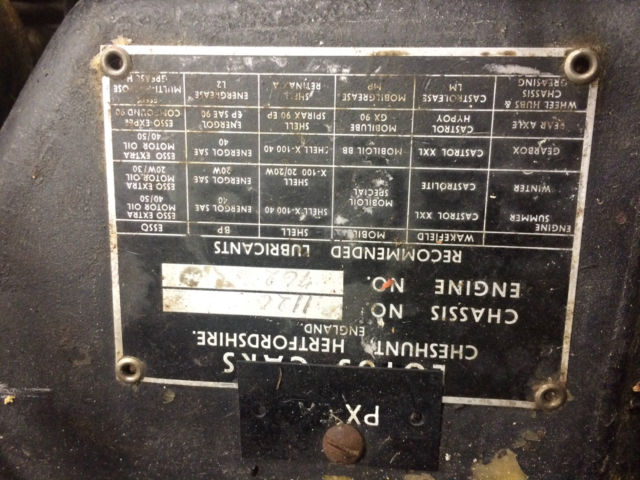 PX
LOTUS CARS
CHESHUNT, HERTFORDSHIRE.
ENGLAND
CHASSIS NO.
ENGINE NO.
RECOMMENDED LUBRICANTS
WAKEFIELD MOBIL SHELL B P ESSO
ENGINE
SUMMER CASTROL XXL MOBILOIL SPECIAL SHELL X-100 40 ENERGOL SAE 40 ESSO EXTRA MOTOR OIL 40/50
WINTER CASTROLITE SHELL X-100 20/20W ENERGOL SAE 20W ESSO EXTRA MOTOR OIL 20W/30
GEARBOX CASTROL XXL MOBILOIL BB SHELL X-100 40 ENERGOL SAE 40 ESSO EXTRA MOTOR OIL 40/50
REAR AXLE CASTROL HYPOY MOBILUBE GX 90 SHELL SPIRAX 90 EP ENERGOL EP SAE 90 ESSO EXPEE COMPOUND 90
WHEEL HUBS & CHASSIS GREASING CASTROLEASE LM MOBILGREASE MP SHELL RETINAX A ENERGREASE L2 GREASE H